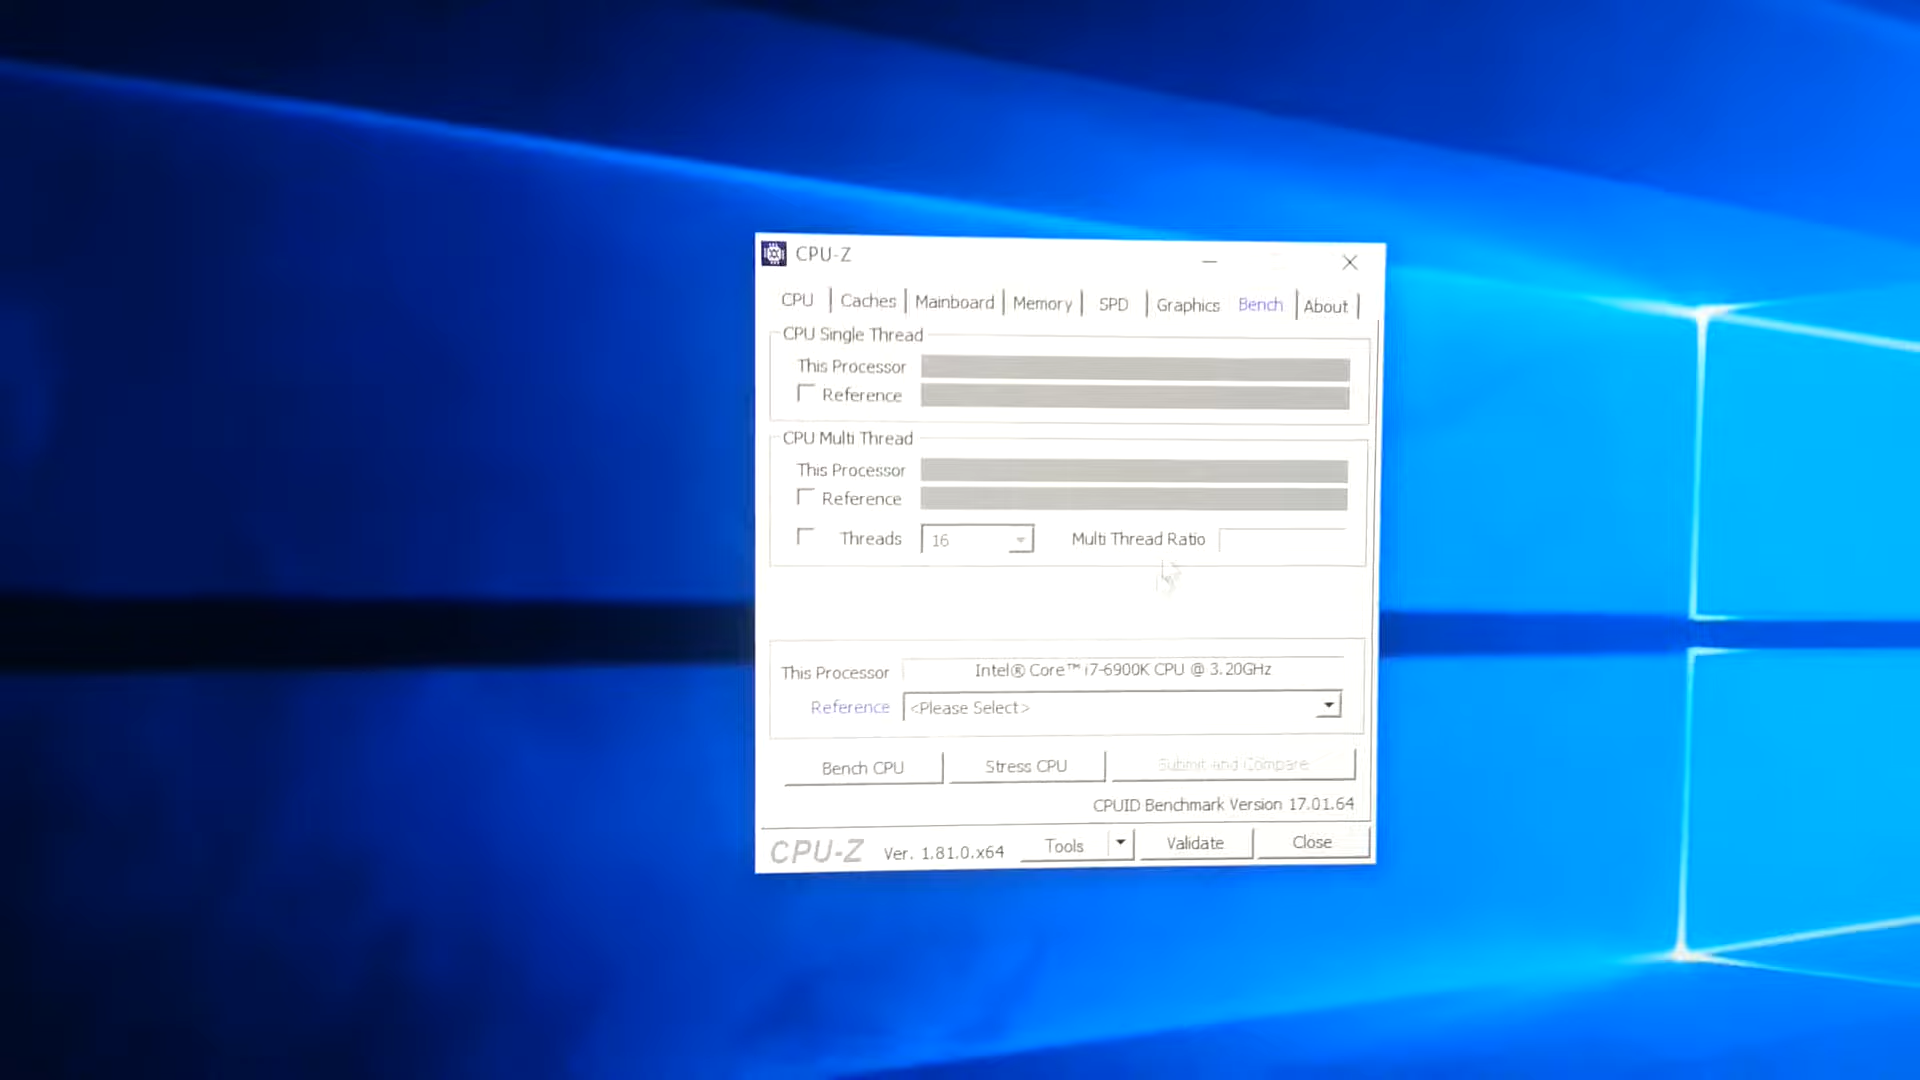 CPU-Z
CPU Caches Mainboard Memory SPD Graphics Bench About
CPU Single Thread
This Processor
Reference
CPU Multi Thread
This Processor
Reference
Threads 16 Multi Thread Ratio
This Processor Intel® Core™ i7-6900K CPU @ 3.20GHz
Reference <Please Select>
Bench CPU Stress CPU Submit and Compare
CPUID Benchmark Version 17.01.64
CPU-Z Ver. 1.81.0.x64 Tools Validate Close